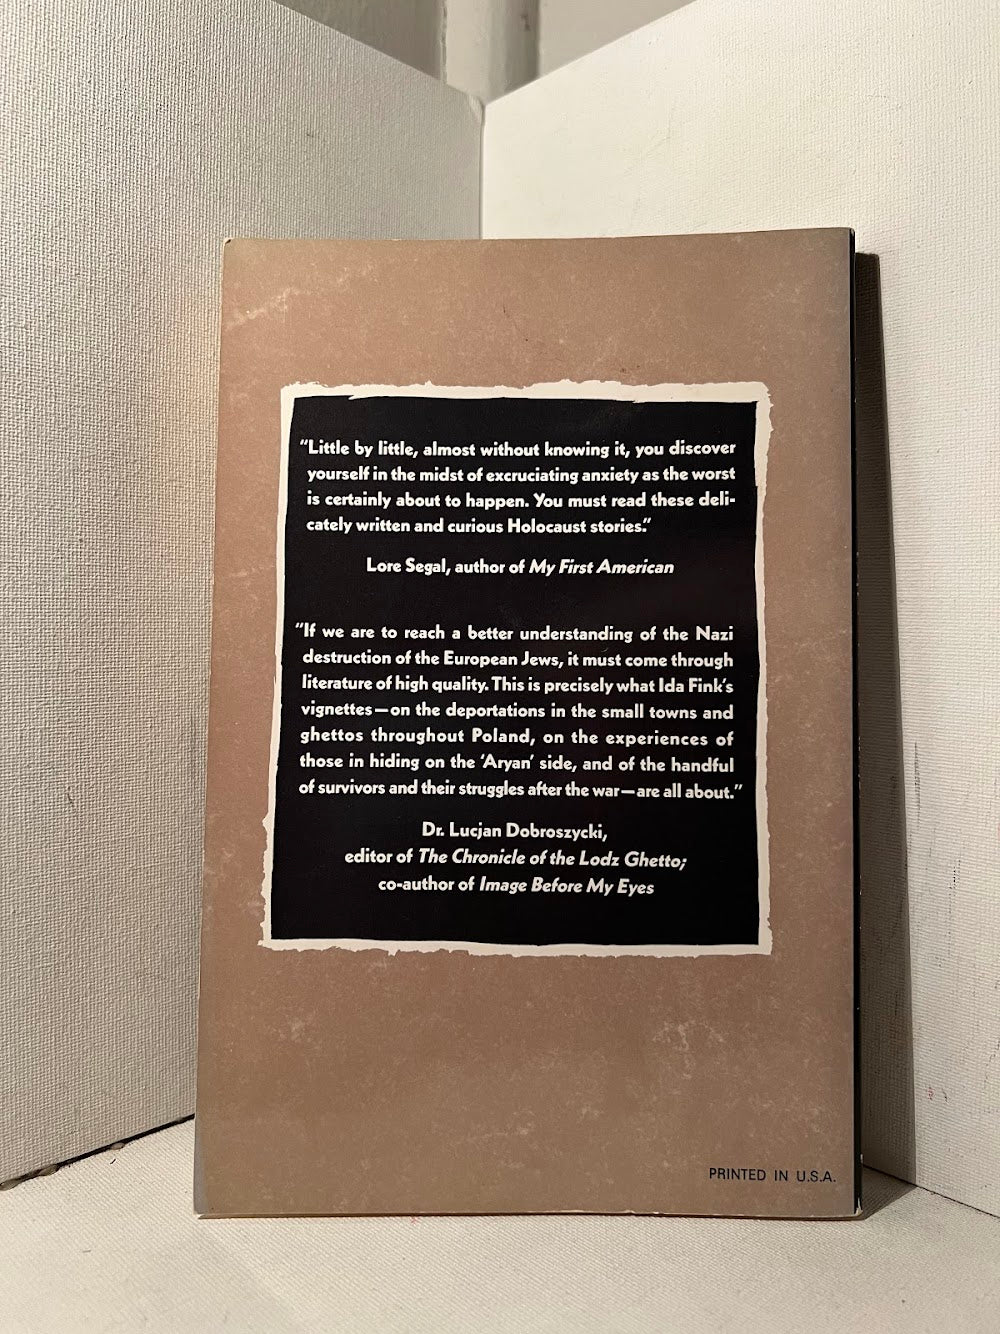 “Little by little, almost without knowing it, you discover
yourself in the midst of excruciating anxiety as the worst
is certainly about to happen. You must read these deli-
cately written and curious Holocaust stories.”
Lore Segal, author of My First American
“If we are to reach a better understanding of the Nazi
destruction of the European Jews, it must come through
literature of high quality. This is precisely what Ida Fink’s
vignettes—on the deportations in the small towns and
ghettos throughout Poland, on the experiences of
those in hiding on the ‘Aryan’ side, and of the handful
of survivors and their struggles after the war—are all about.”
Dr. Lucjan Dobroszycki,
editor of The Chronicle of the Lodz Ghetto;
co-author of Image Before My Eyes
PRINTED IN U.S.A.